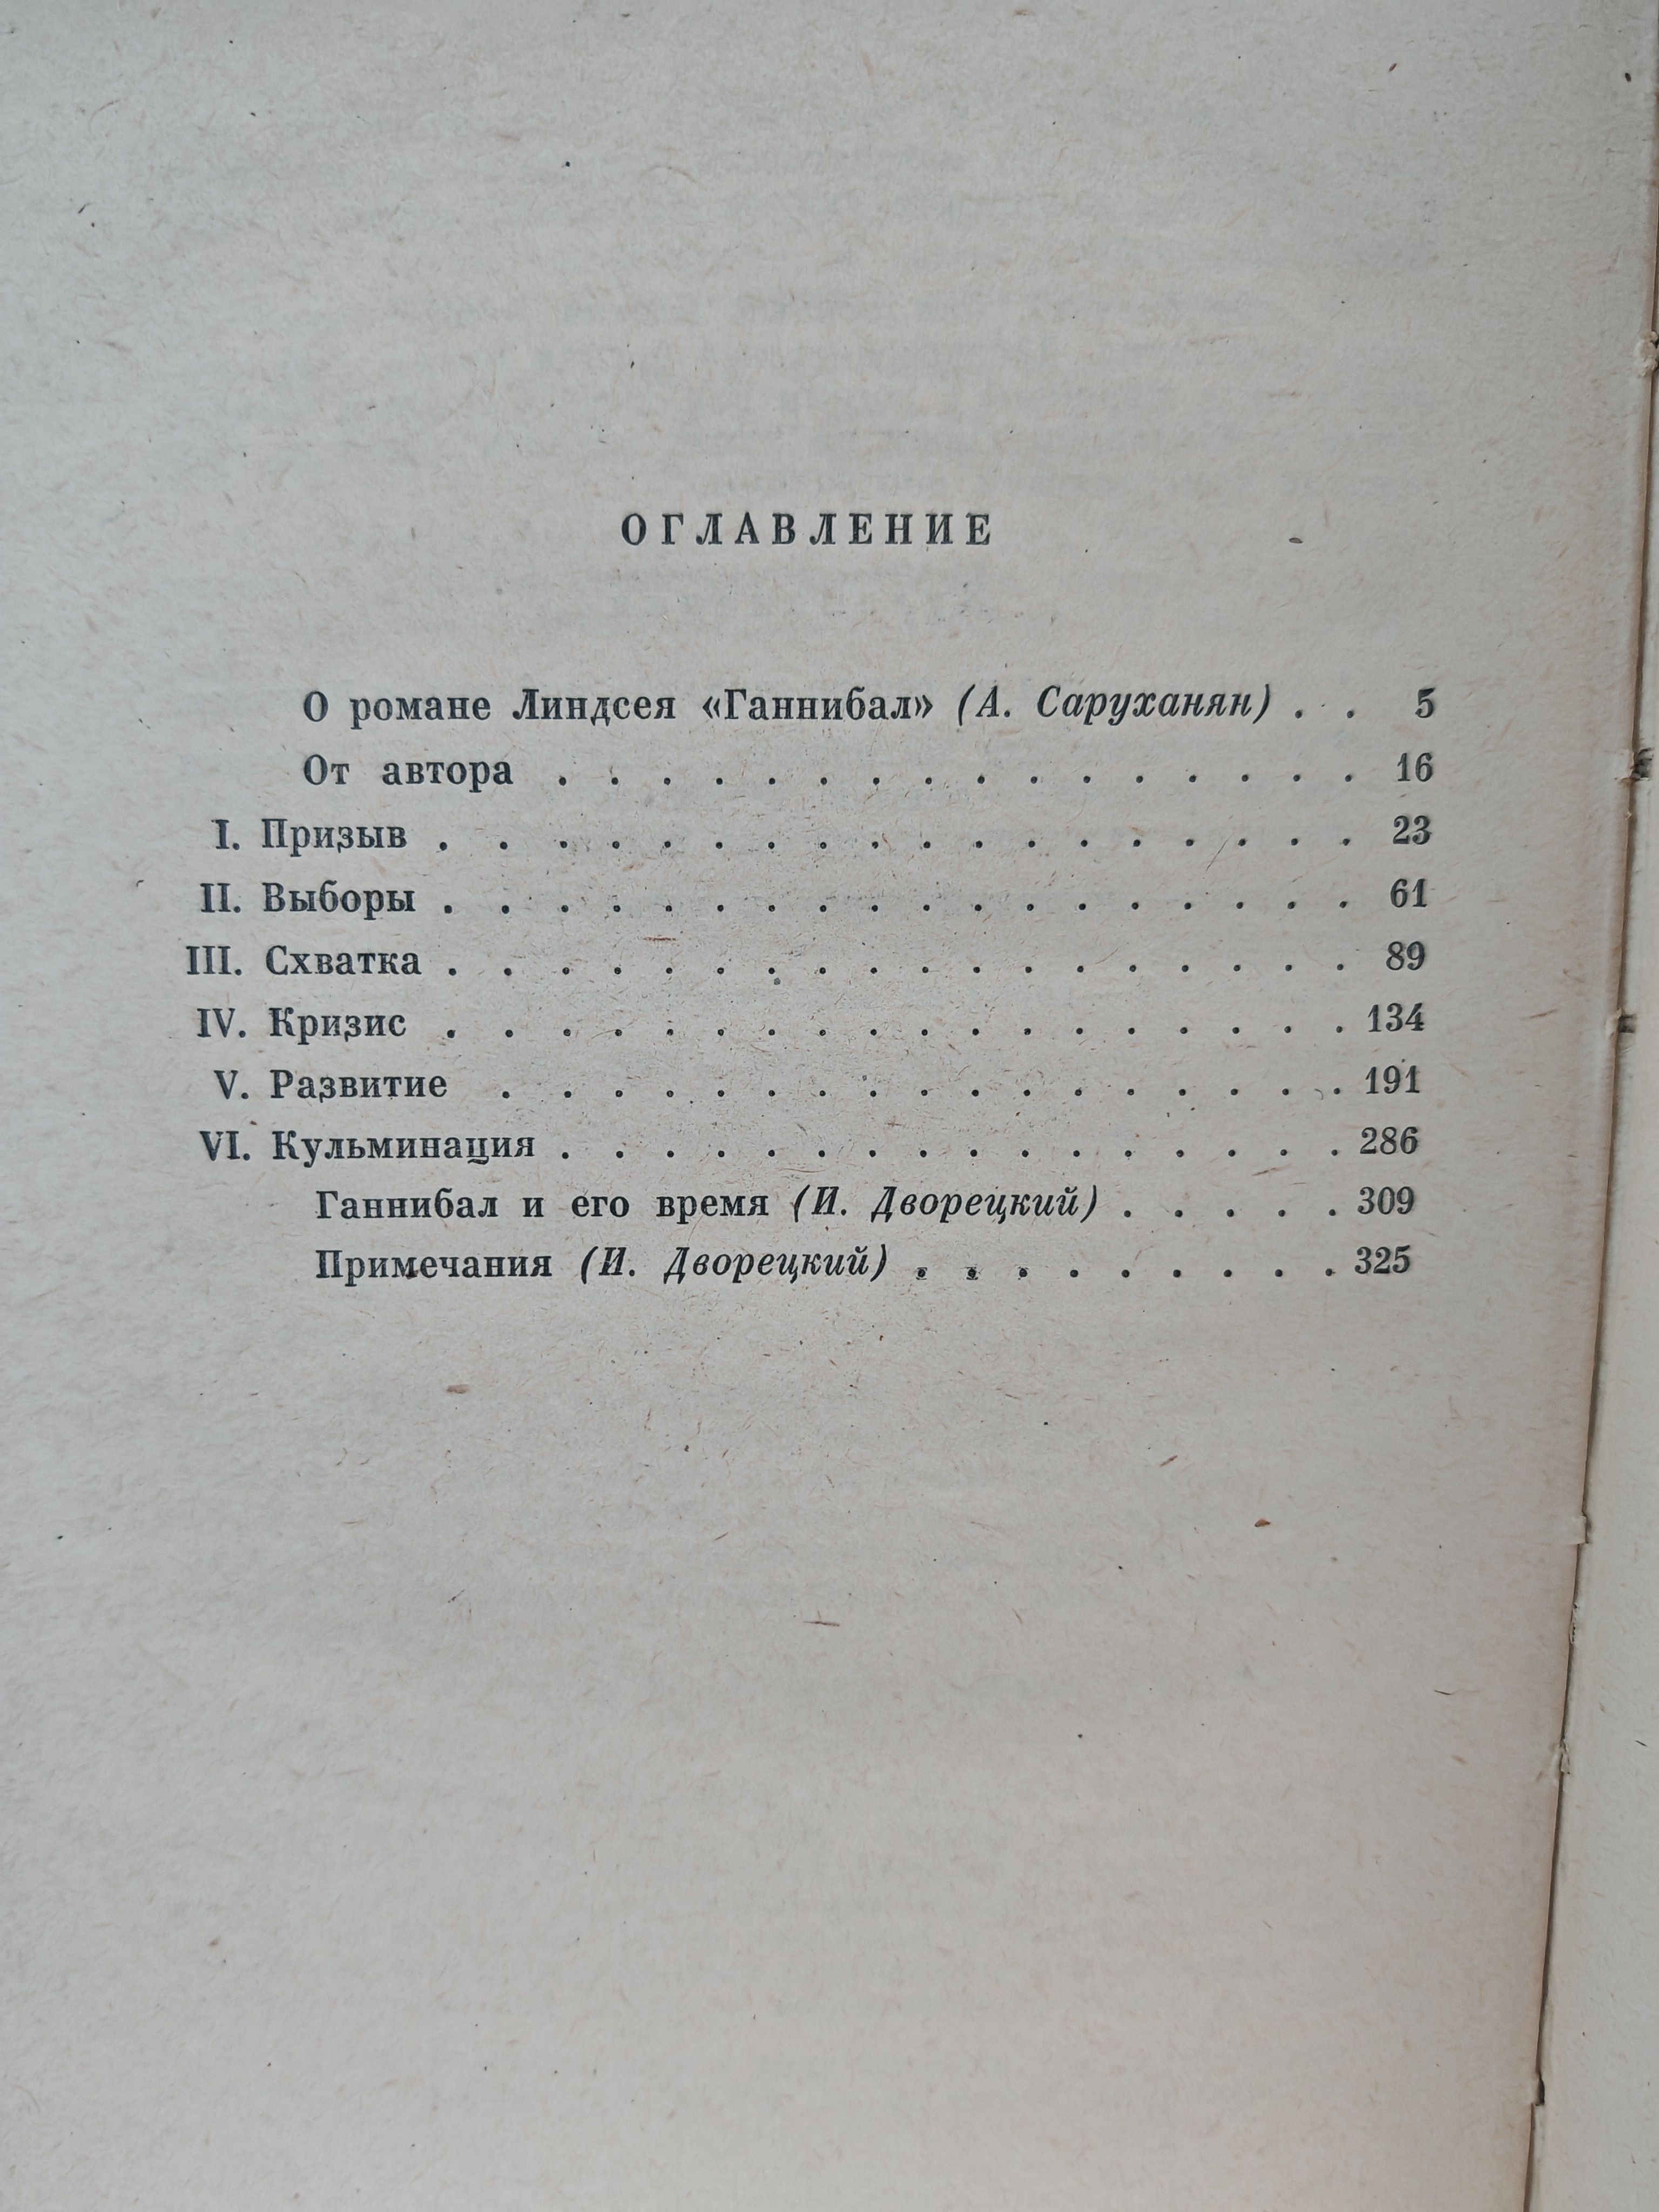 ОГЛАВЛЕНИЕ
О романе Линдсея «Ганнибал» (А. Саруханян) . . 5
От автора . . . . . . . . . . . . . . . . 16
I. Призыв . . . . . . . . . . . . . . . . . . 23
II. Выборы . . . . . . . . . . . . . . . . . . 61
III. Схватка . . . . . . . . . . . . . . . . . . 89
IV. Кризис . . . . . . . . . . . . . . . . . . 134
V. Развитие . . . . . . . . . . . . . . . . . 191
VI. Кульминация . . . . . . . . . . . . . . . . 286
Ганнибал и его время (И. Дворецкий) . . . . . 309
Примечания (И. Дворецкий) . . . . . . . . . 325